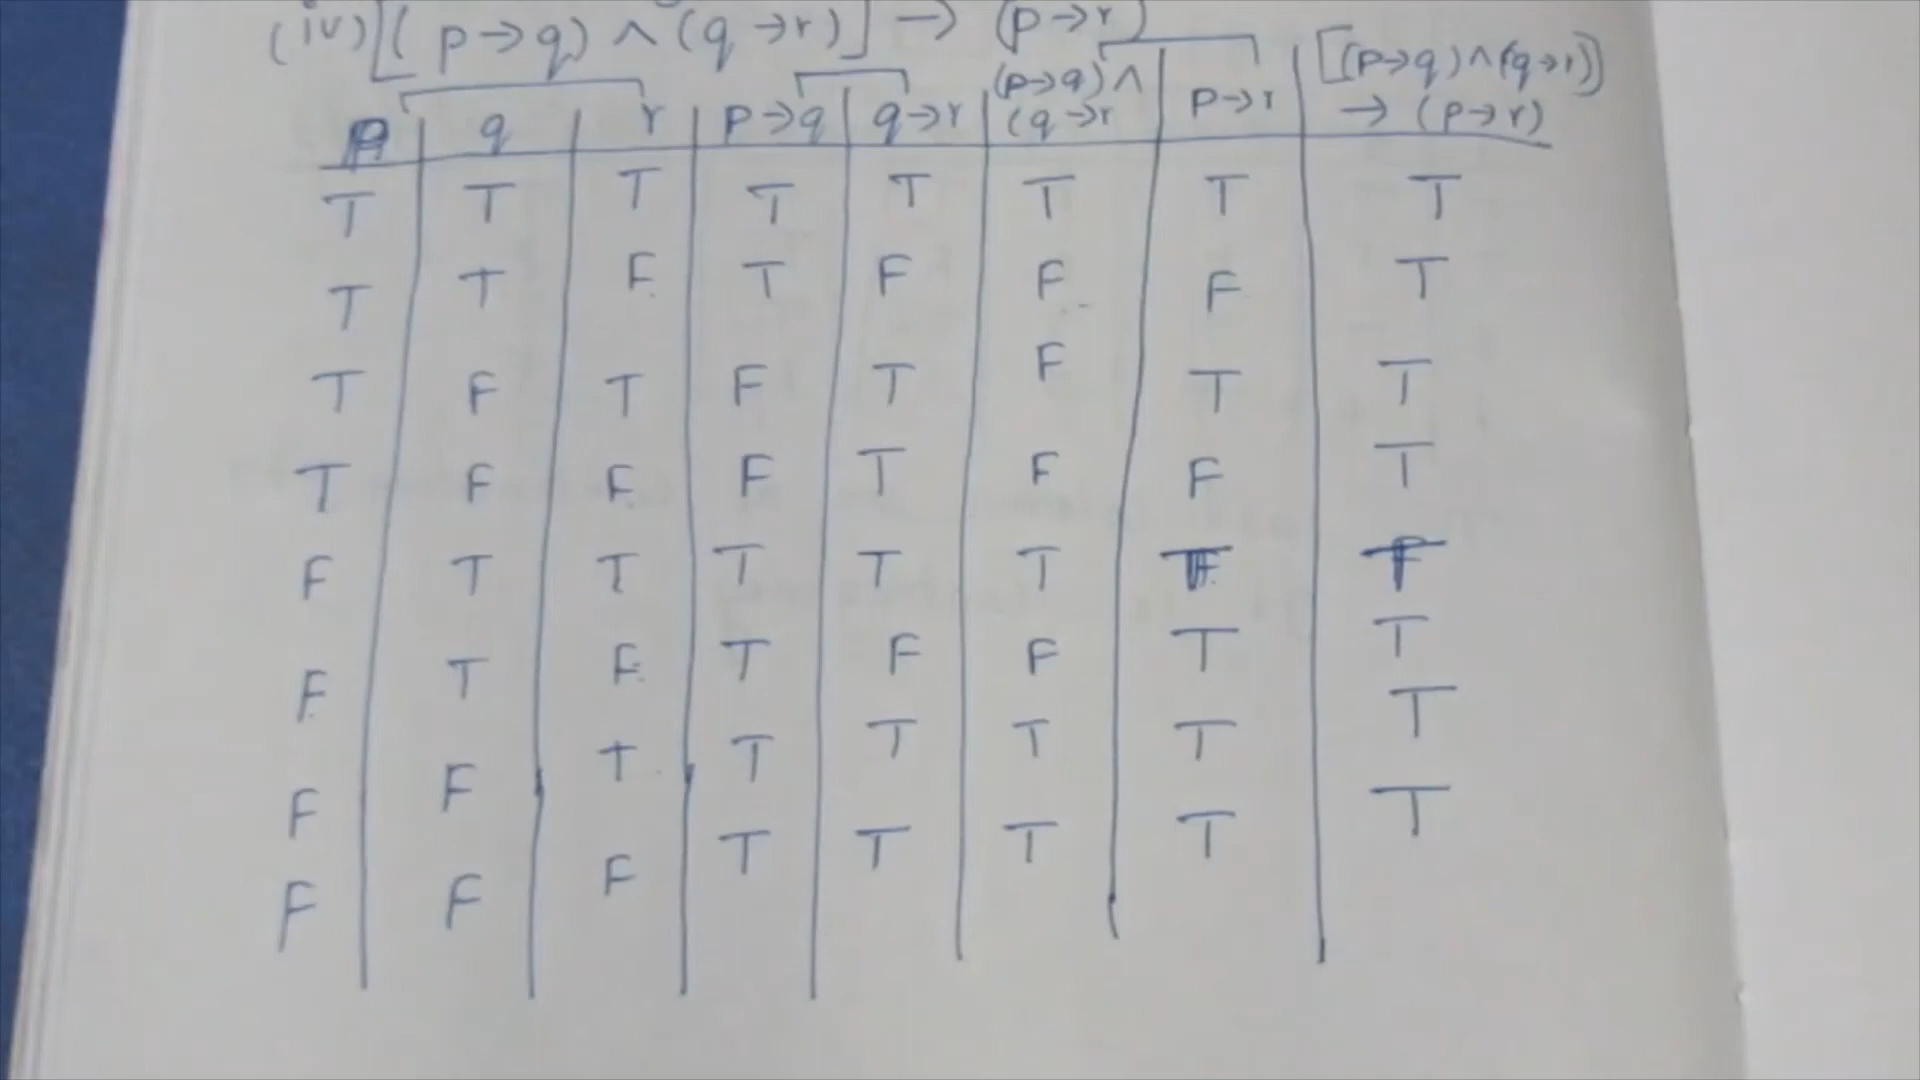 (iv) [(p→q) ∧ (q→r)] → (p→r)
p q r p→q q→r (p→q)∧ (q→r p→r [(p→q)∧(q→r)] → (p→r)
T T T T T T T T
T T F T F F F T
T F T F T F T T
T F F F T F F T
F T T T T T T T
F T F T F F T T
F F T T T T T T
F F F T T T T T